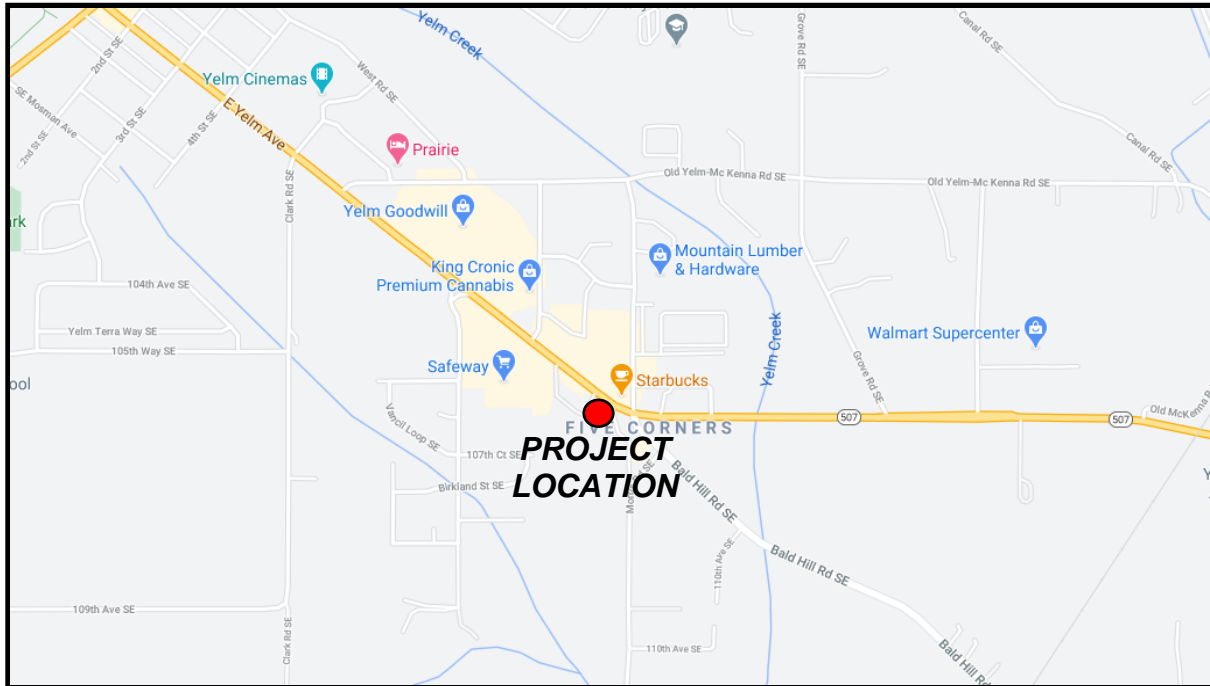 Yelm Creek
Canal Rd SE
Grove Rd SE
2nd St SE
Yelm Cinemas
West Rd SE
SE Mosman Ave
3rd St SE
4th St SE
E Yelm Ave
2nd St SE
Canal Rd SE
Prairie
Old Yelm-Mc Kenna Rd SE
Old Yelm-Mc Kenna Rd SE
Clark Rd SE
Yelm Goodwill
ark
Mountain Lumber
& Hardware
King Cronic
Premium Cannabis
104th Ave SE
Yelm Terra Way SE
105th Way SE
Walmart Supercenter
Yelm Creek
Safeway
Grove Rd SE
ool
Starbucks
Vancil Loop SE
507
507
Old McKenna
FIVE CORNERS
PROJECT
LOCATION
107th Ct SE
Birkland St SE
Bald Hill Rd SE
110th Ave SE
Bald Hill Rd SE
109th Ave SE
Clark Rd SE
110th Ave SE
Bald Hill Rd